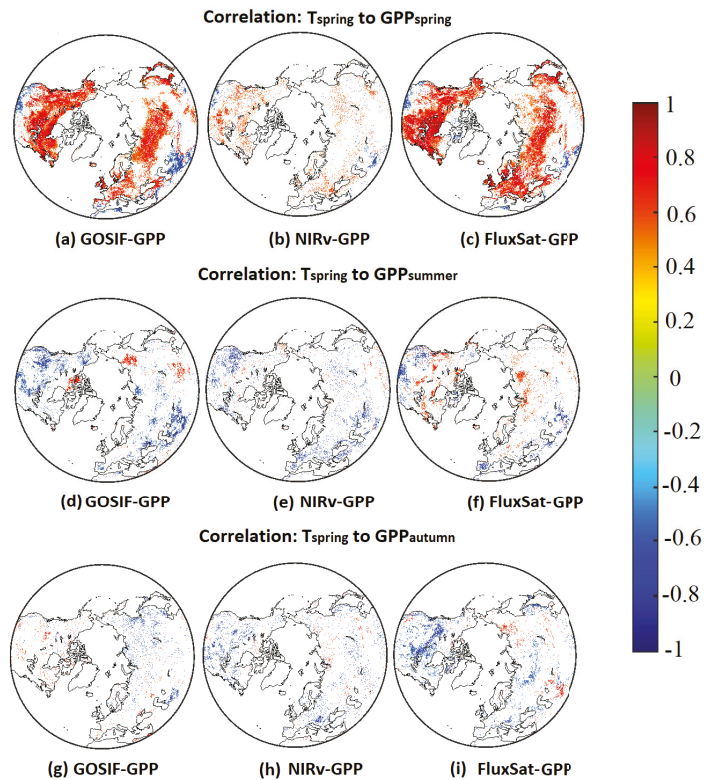 Correlation: Tspring to GPPspring
(a) GOSIF-GPP
(b) NIRv-GPP
(c) FluxSat-GPP
Correlation: Tspring to GPPsummer
(d) GOSIF-GPP
(e) NIRv-GPP
(f) FluxSat-GPP
Correlation: Tspring to GPPautumn
(g) GOSIF-GPP
(h) NIRv-GPP
(i) FluxSat-GPP
1
0.8
0.6
0.4
0.2
0
-0.2
-0.4
-0.6
-0.8
-1